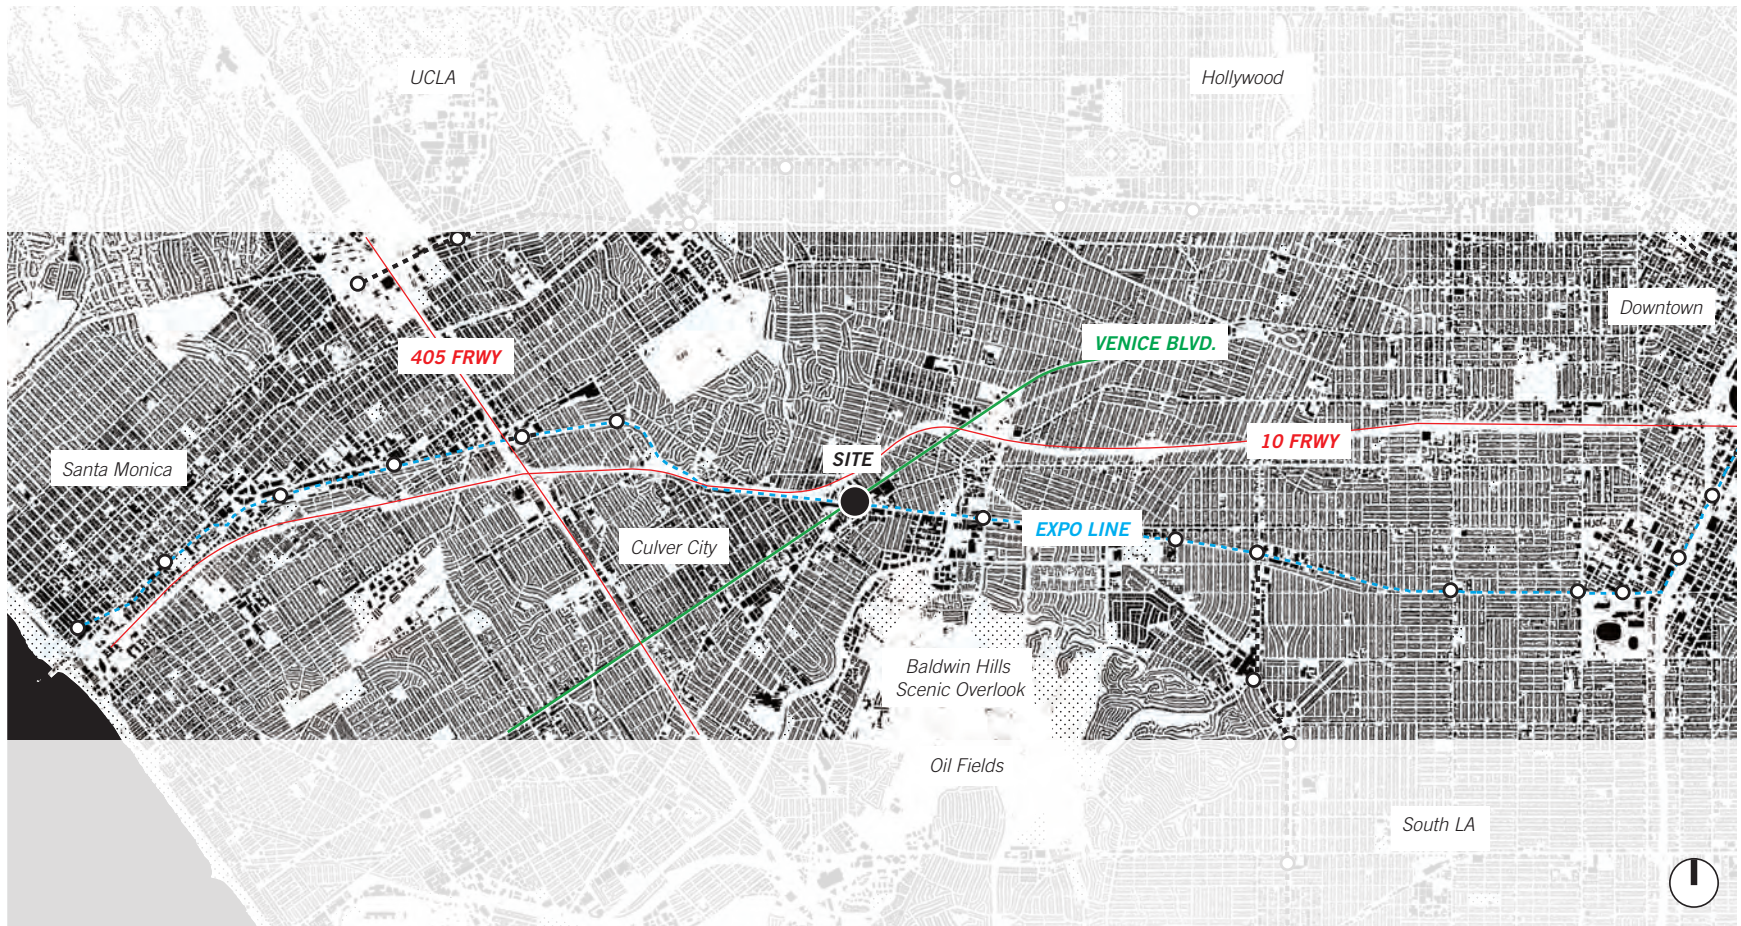 UCLA
Hollywood
Downtown
VENICE BLVD.
405 FRWY
10 FRWY
SITE
Santa Monica
EXPO LINE
Culver City
Baldwin Hills
Scenic Overlook
Oil Fields
South LA